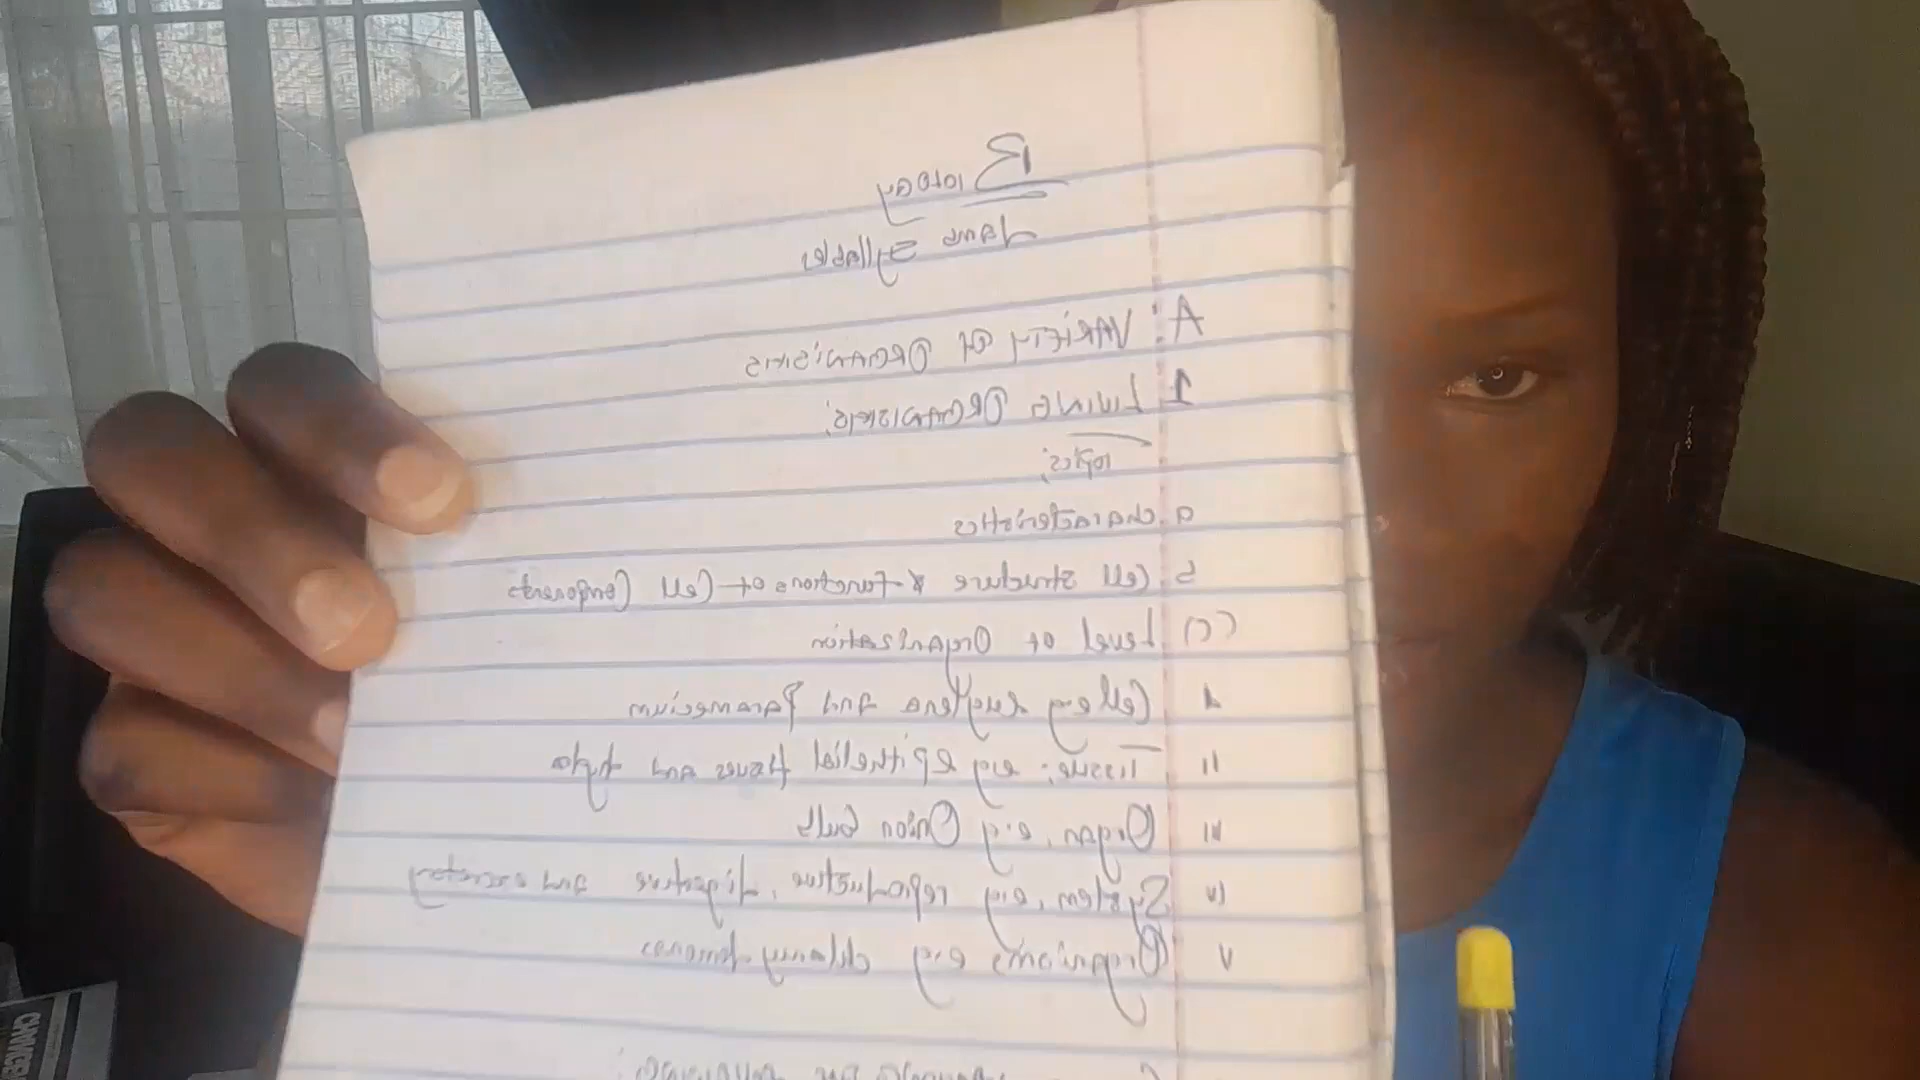 Biology
Jamb Syllabus
A: VARIETY OF ORGANISMS
1 LIVING ORGANISMS:
Topics:
a. Characteristics
b. Cell Structure & functions of Cell Components
(C) Level of Organisation
i Cell eg euglena and Paramecium
ii Tissue: e.g epithelial tissues and hydra
iii Organ, e.g Onion bulb
iv System, e.g reproductive, digestive and excretory
v Organisms e.g chlamydomonas